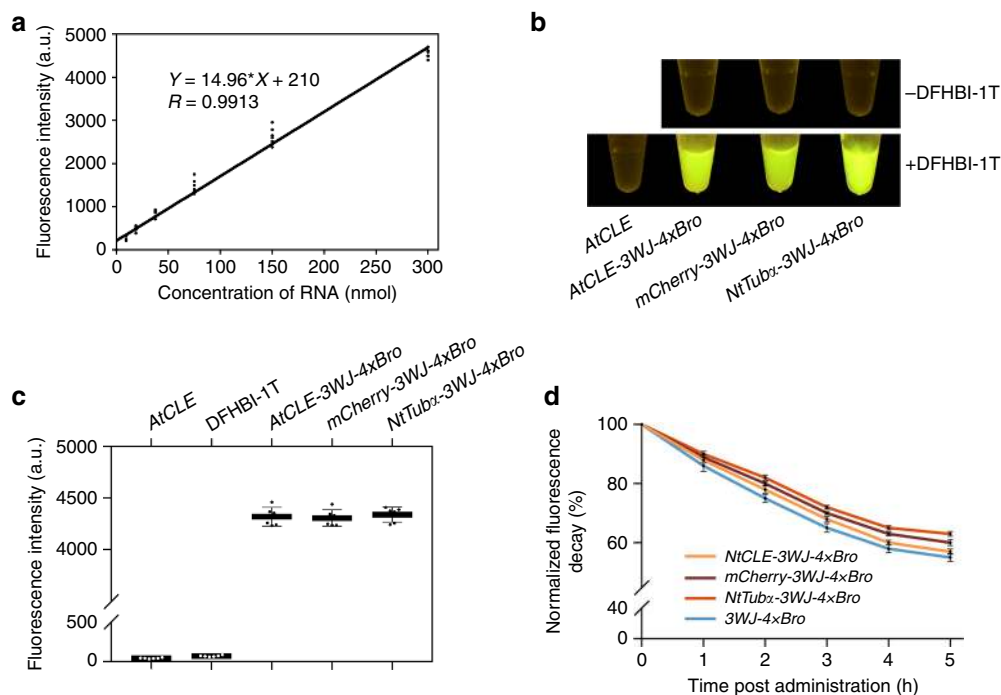 a
5000
4000
3000
2000
1000
0
Fluorescence intensity (a.u.)
Y = 14.96*X + 210
R = 0.9913
0 50 100 150 200 250 300
Concentration of RNA (nmol)
b
–DFHBI-1T
+DFHBI-1T
AtCLE
AtCLE-3WJ-4xBro
mCherry-3WJ-4xBro
NtTubα-3WJ-4xBro
c
AtCLE
DFHBI-1T
AtCLE-3WJ-4xBro
mCherry-3WJ-4xBro
NtTubα-3WJ-4xBro
5000
4500
4000
500
0
Fluorescence intensity (a.u.)
d
100
80
60
40
0
Normalized fluorescence
decay (%)
NtCLE-3WJ-4×Bro
mCherry-3WJ-4×Bro
NtTubα-3WJ-4×Bro
3WJ-4×Bro
0 1 2 3 4 5
Time post administration (h)